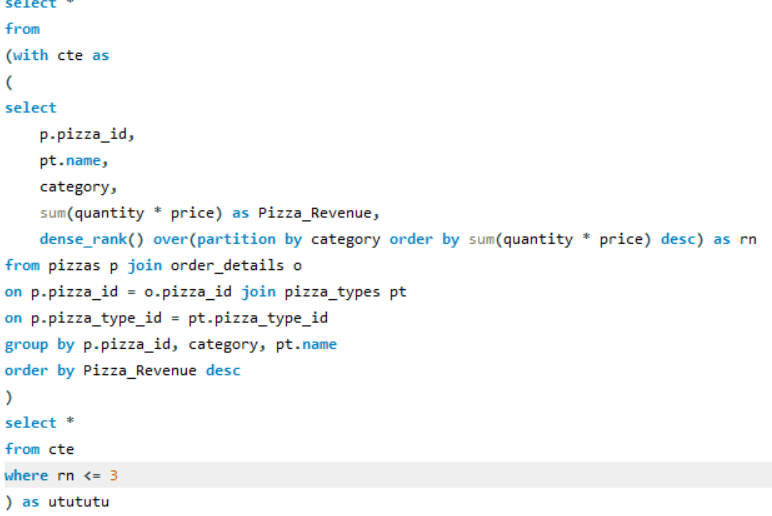 select *
from
(with cte as
(
select
    p.pizza_id,
    pt.name,
    category,
    sum(quantity * price) as Pizza_Revenue,
    dense_rank() over(partition by category order by sum(quantity * price) desc) as rn
from pizzas p join order_details o
on p.pizza_id = o.pizza_id join pizza_types pt
on p.pizza_type_id = pt.pizza_type_id
group by p.pizza_id, category, pt.name
order by Pizza_Revenue desc
)
select *
from cte
where rn <= 3
) as utututu